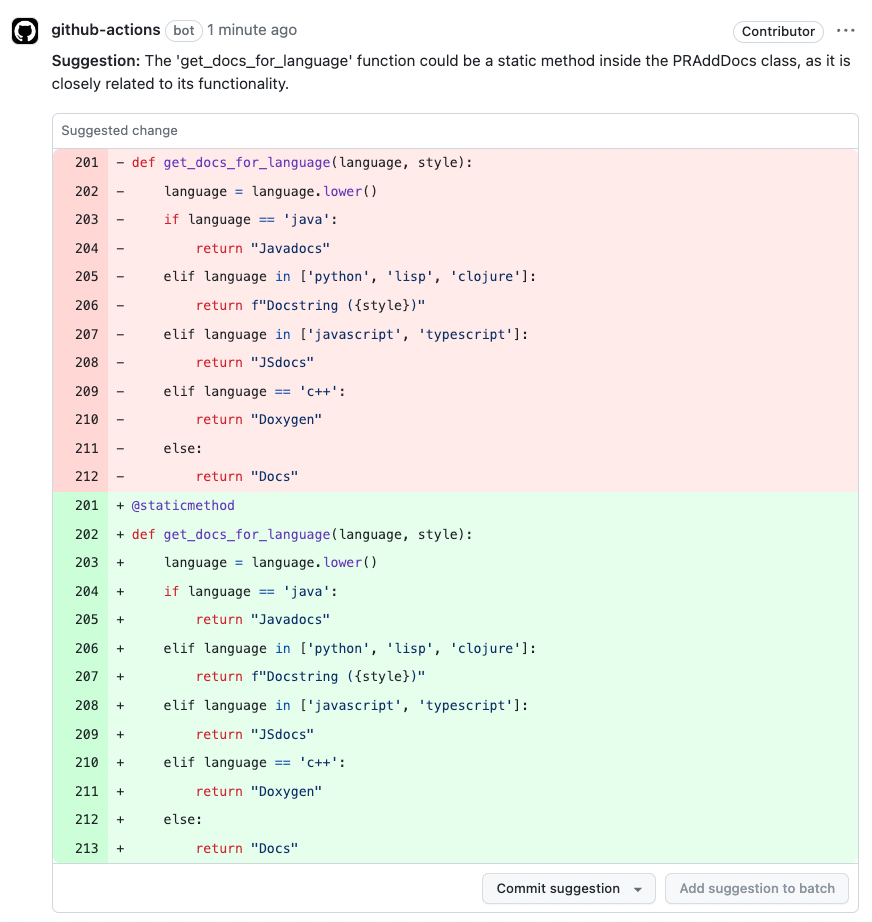 github-actions bot 1 minute ago Contributor ...
Suggestion: The 'get_docs_for_language' function could be a static method inside the PRAddDocs class, as it is
closely related to its functionality.
Suggested change
201 - def get_docs_for_language(language, style):
202 -     language = language.lower()
203 -     if language == 'java':
204 -         return "Javadocs"
205 -     elif language in ['python', 'lisp', 'clojure']:
206 -         return f"Docstring ({style})"
207 -     elif language in ['javascript', 'typescript']:
208 -         return "JSdocs"
209 -     elif language == 'c++':
210 -         return "Doxygen"
211 -     else:
212 -         return "Docs"
201 + @staticmethod
202 + def get_docs_for_language(language, style):
203 +     language = language.lower()
204 +     if language == 'java':
205 +         return "Javadocs"
206 +     elif language in ['python', 'lisp', 'clojure']:
207 +         return f"Docstring ({style})"
208 +     elif language in ['javascript', 'typescript']:
209 +         return "JSdocs"
210 +     elif language == 'c++':
211 +         return "Doxygen"
212 +     else:
213 +         return "Docs"
Commit suggestion Add suggestion to batch